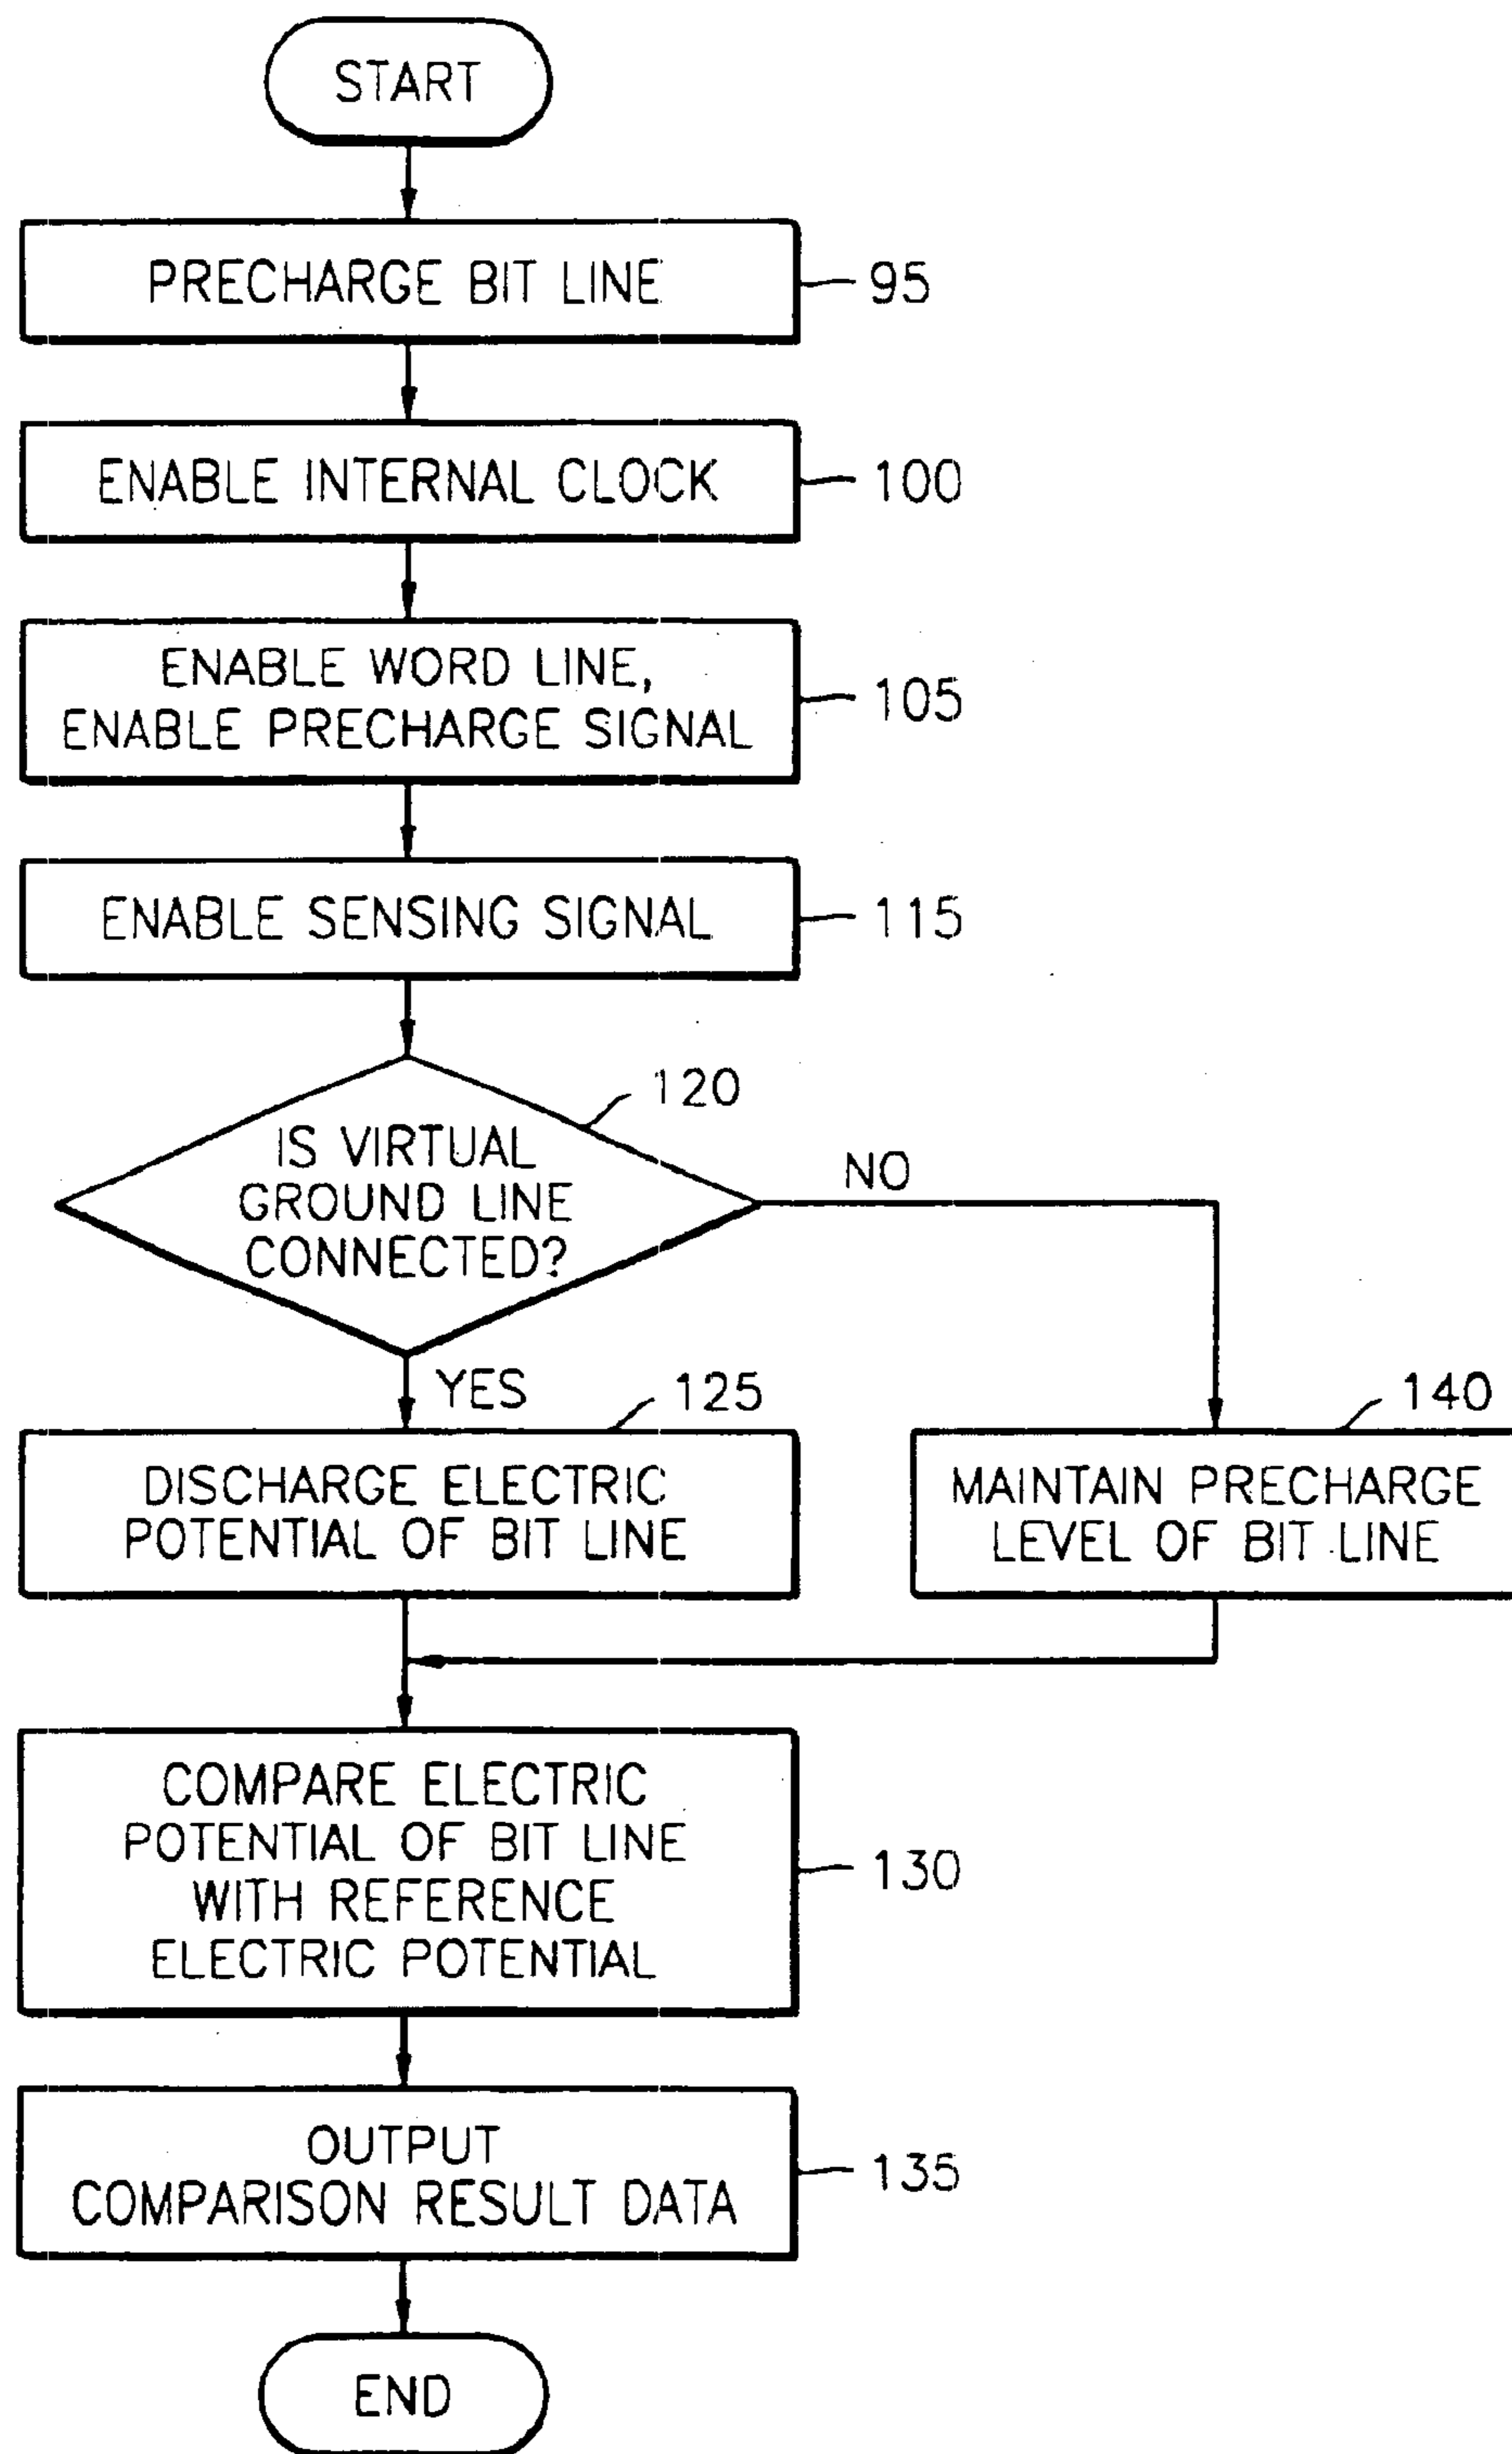 START
PRECHARGE BIT LINE
95
ENABLE INTERNAL CLOCK
100
ENABLE WORD LINE,
ENABLE PRECHARGE SIGNAL
105
ENABLE SENSING SIGNAL
115
120
IS VIRTUAL
GROUND LINE
CONNECTED?
NO
YES
125
140
DISCHARGE ELECTRIC
POTENTIAL OF BIT LINE
MAINTAIN PRECHARGE
LEVEL OF BIT LINE
COMPARE ELECTRIC
POTENTIAL OF BIT LINE
WITH REFERENCE
ELECTRIC POTENTIAL
130
OUTPUT
COMPARISON RESULT DATA
135
END